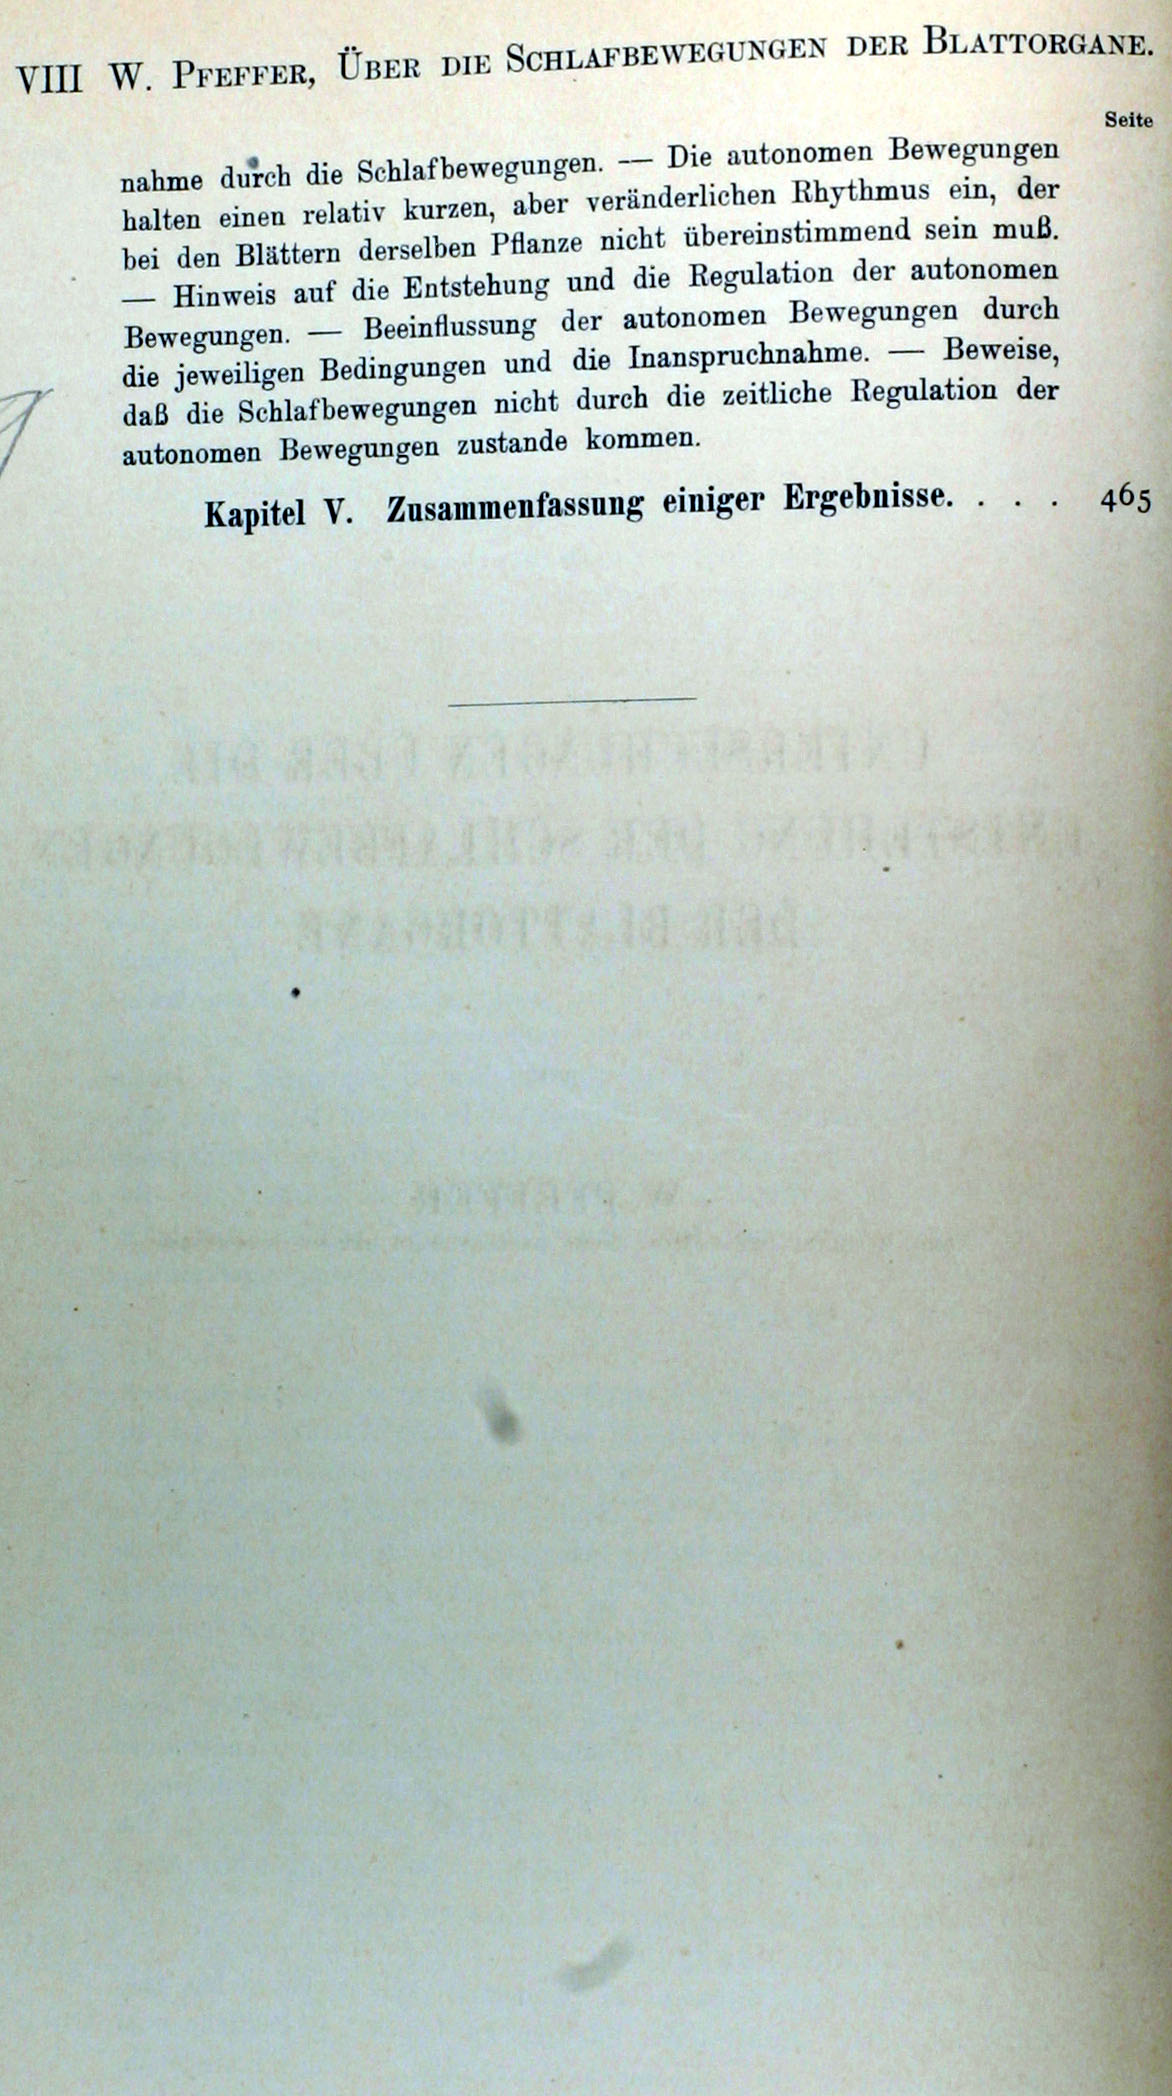 VIII W. Pfeffer, Über die Schlafbewegungen der Blattorgane.
Seite
nahme durch die Schlafbewegungen. — Die autonomen Bewegungen
halten einen relativ kurzen, aber veränderlichen Rhythmus ein, der
bei den Blättern derselben Pflanze nicht übereinstimmend sein muß.
— Hinweis auf die Entstehung und die Regulation der autonomen
Bewegungen. — Beeinflussung der autonomen Bewegungen durch
die jeweiligen Bedingungen und die Inanspruchnahme. — Beweise,
daß die Schlafbewegungen nicht durch die zeitliche Regulation der
autonomen Bewegungen zustande kommen.
Kapitel V. Zusammenfassung einiger Ergebnisse. . . . 465